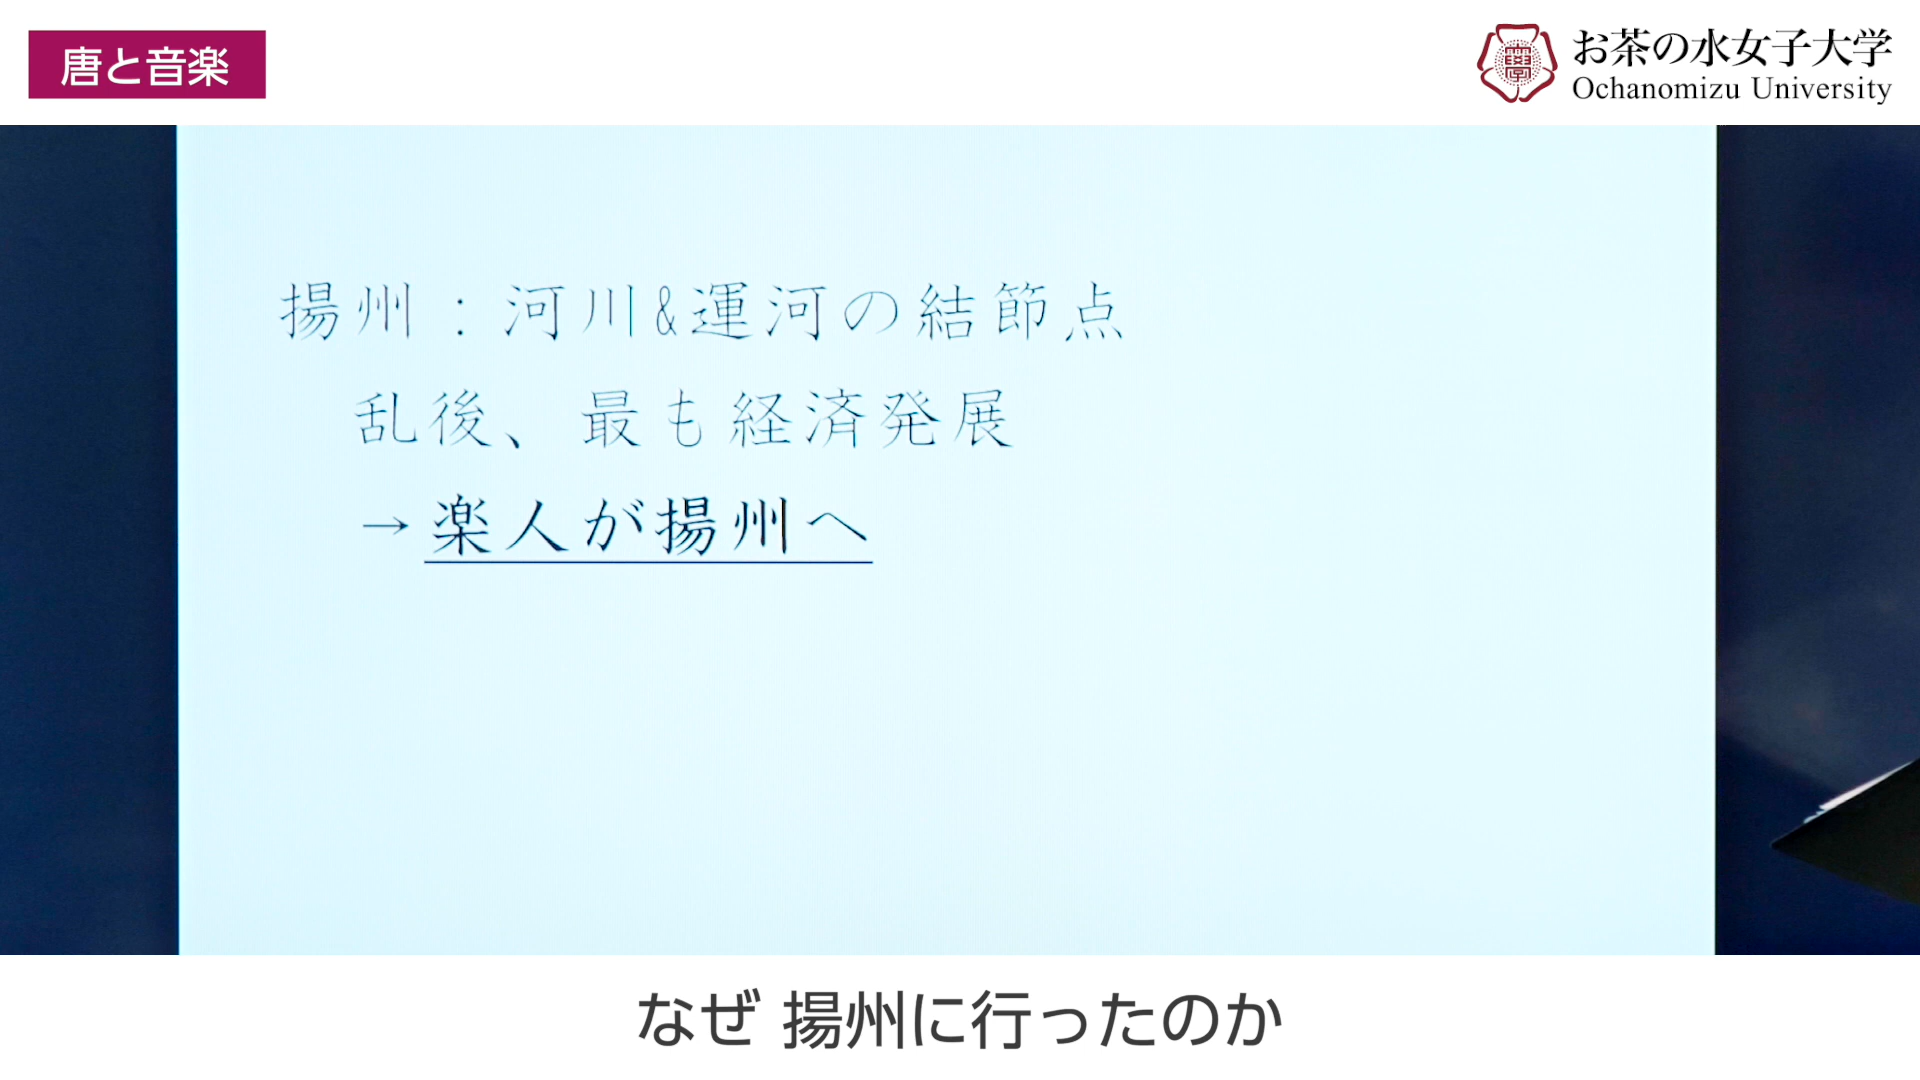 唐と音楽
お茶の水女子大学
Ochanomizu University
揚州：河川&運河の結節点
乱後、最も経済発展
→楽人が揚州へ
なぜ 揚州に行ったのか